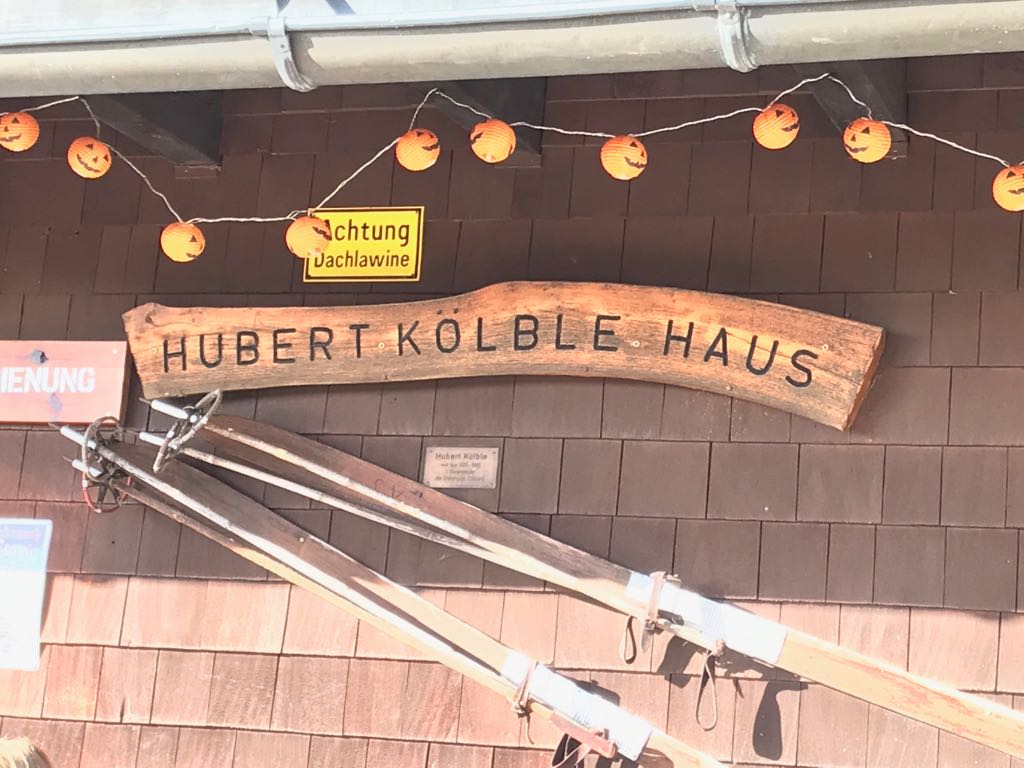 Achtung
Dachlawine
HUBERT KÖLBLE HAUS
IENUNG
Hubert Kölble